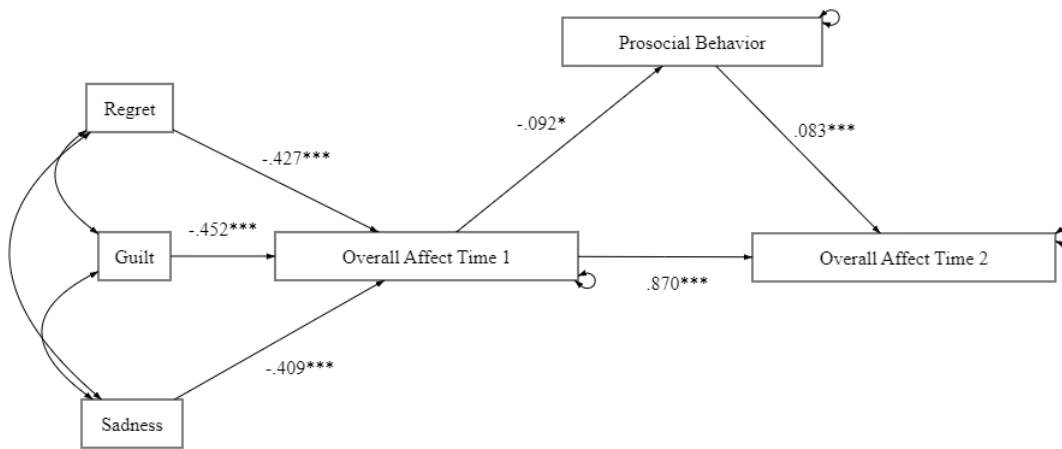 Prosocial Behavior
Regret
-.092*
.083***
-.427***
-.452***
Guilt
Overall Affect Time 1
Overall Affect Time 2
.870***
-.409***
Sadness